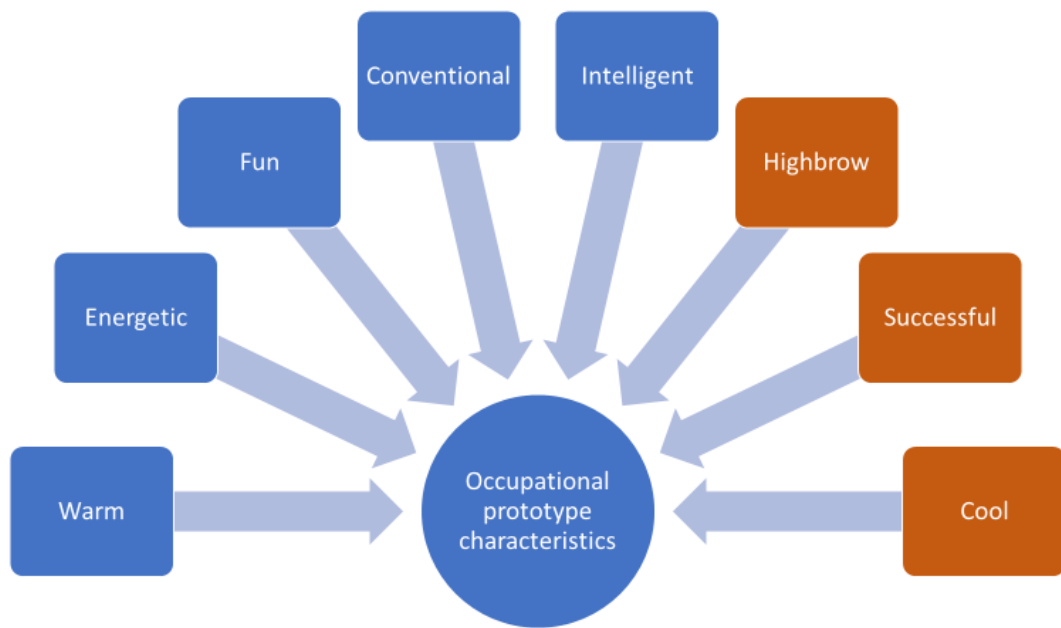 Conventional
Intelligent
Fun
Highbrow
Energetic
Successful
Warm
Occupational
prototype
characteristics
Cool